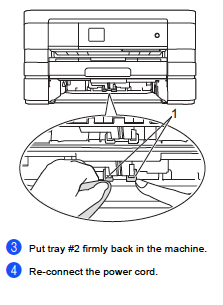 1
3 Put tray #2 firmly back in the machine.
4 Re-connect the power cord.